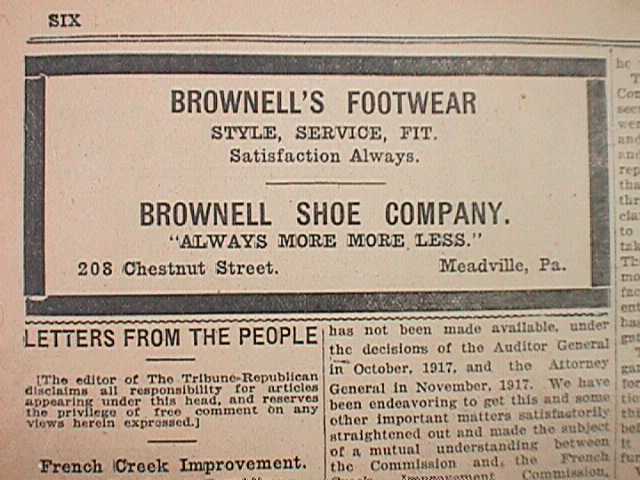 SIX
BROWNELL'S FOOTWEAR
STYLE, SERVICE, FIT.
Satisfaction Always.
BROWNELL SHOE COMPANY.
"ALWAYS MORE MORE LESS."
208 Chestnut Street. Meadville, Pa.
LETTERS FROM THE PEOPLE
[The editor of The Tribune-Republican
disclaims all responsibility for articles
appearing under this head, and reserves
the privilege of free comment on any
views herein expressed.]
French Creek Improvement.
has not been made available, under
the decisions of the Auditor General
in October, 1917, and the Attorney
General in November, 1917. We have
been endeavoring to get this and some
other important matters satisfactorily
straightened out and made the subject
of a mutual understanding between
the Commission and, the French
Creek Improvement Commission,